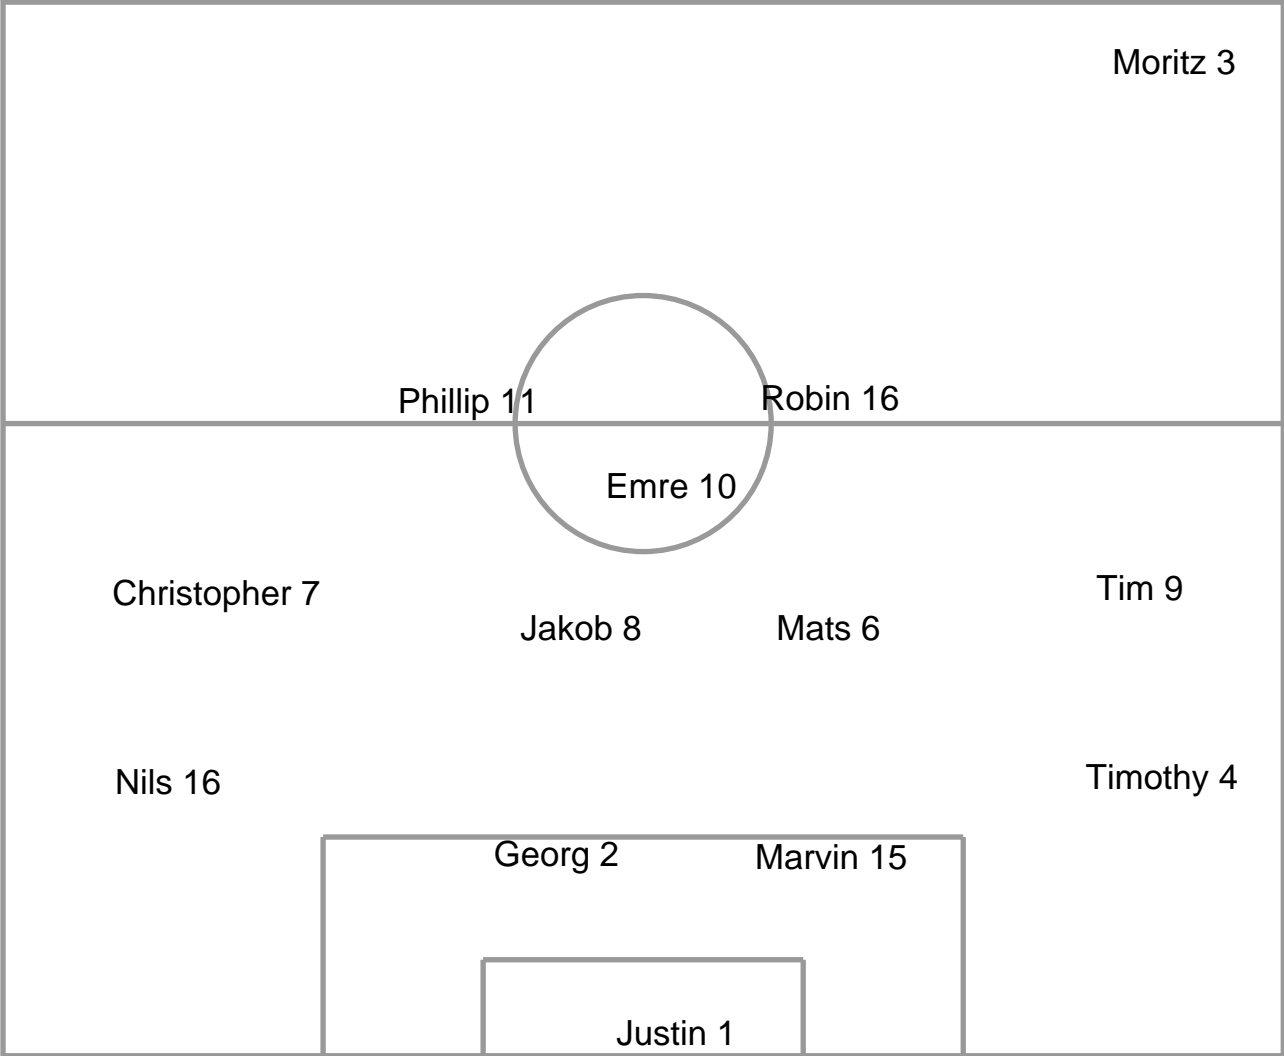 Moritz 3
Phillip 11
Robin 16
Emre 10
Christopher 7
Tim 9
Jakob 8
Mats 6
Nils 16
Timothy 4
Georg 2
Marvin 15
Justin 1